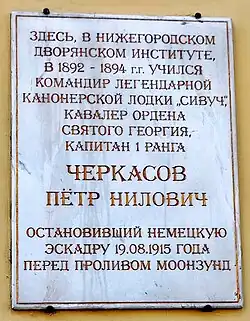 ЗДЕСЬ, В НИЖЕГОРОДСКОМ
ДВОРЯНСКОМ ИНСТИТУТЕ,
В 1892 - 1894 г.г. УЧИЛСЯ
КОМАНДИР ЛЕГЕНДАРНОЙ
КАНОНЕРСКОЙ ЛОДКИ „СИВУЧ",
КАВАЛЕР ОРДЕНА
СВЯТОГО ГЕОРГИЯ,
КАПИТАН 1 РАНГА
ЧЕРКАСОВ
ПЁТР НИЛОВИЧ
ОСТАНОВИВШИЙ НЕМЕЦКУЮ
ЭСКАДРУ 19.08.1915 ГОДА
ПЕРЕД ПРОЛИВОМ МООНЗУНД